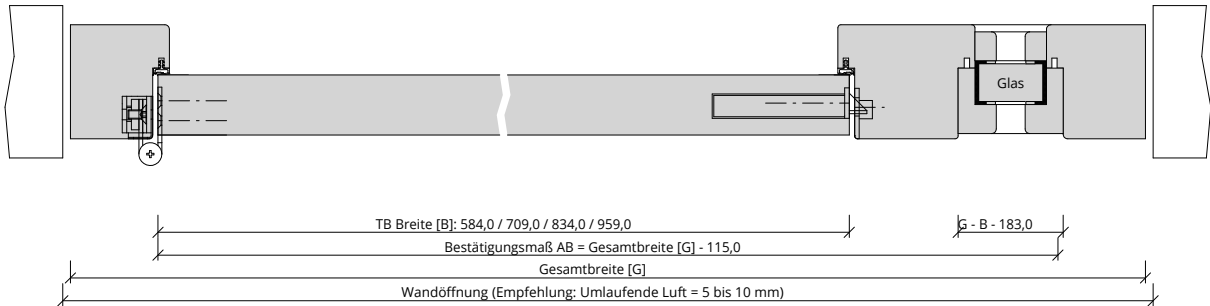 Glas
TB Breite [B]: 584,0 / 709,0 / 834,0 / 959,0
G - B - 183,0
Bestätigungsmaß AB = Gesamtbreite [G] - 115,0
Gesamtbreite [G]
Wandöffnung (Empfehlung: Umlaufende Luft = 5 bis 10 mm)